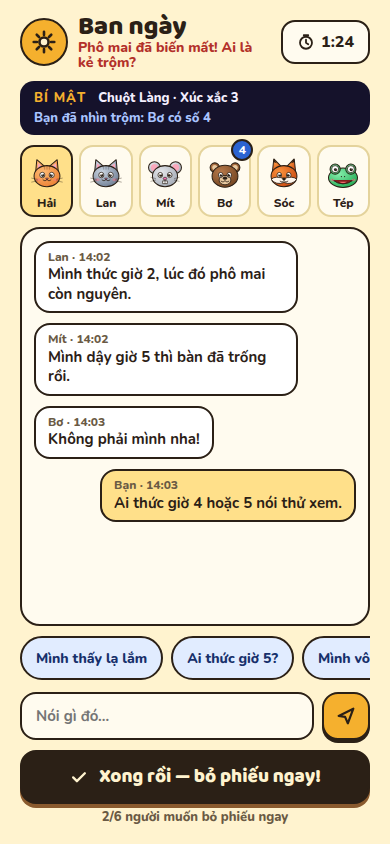 Ban ngày
Phô mai đã biến mất! Ai là
kẻ trộm?
1:24
BÍ MẬT Chuột Làng · Xúc xắc 3
Bạn đã nhìn trộm: Bơ có số 4
4
Hải
Lan
Mít
Bơ
Sóc
Tép
Lan · 14:02
Mình thức giờ 2, lúc đó phô mai
còn nguyên.
Mít · 14:02
Mình dậy giờ 5 thì bàn đã trống
rồi.
Bơ · 14:03
Không phải mình nha!
Bạn · 14:03
Ai thức giờ 4 hoặc 5 nói thử xem.
Mình thấy lạ lắm
Ai thức giờ 5?
Mình vô
Nói gì đó...
Xong rồi — bỏ phiếu ngay!
2/6 người muốn bỏ phiếu ngay